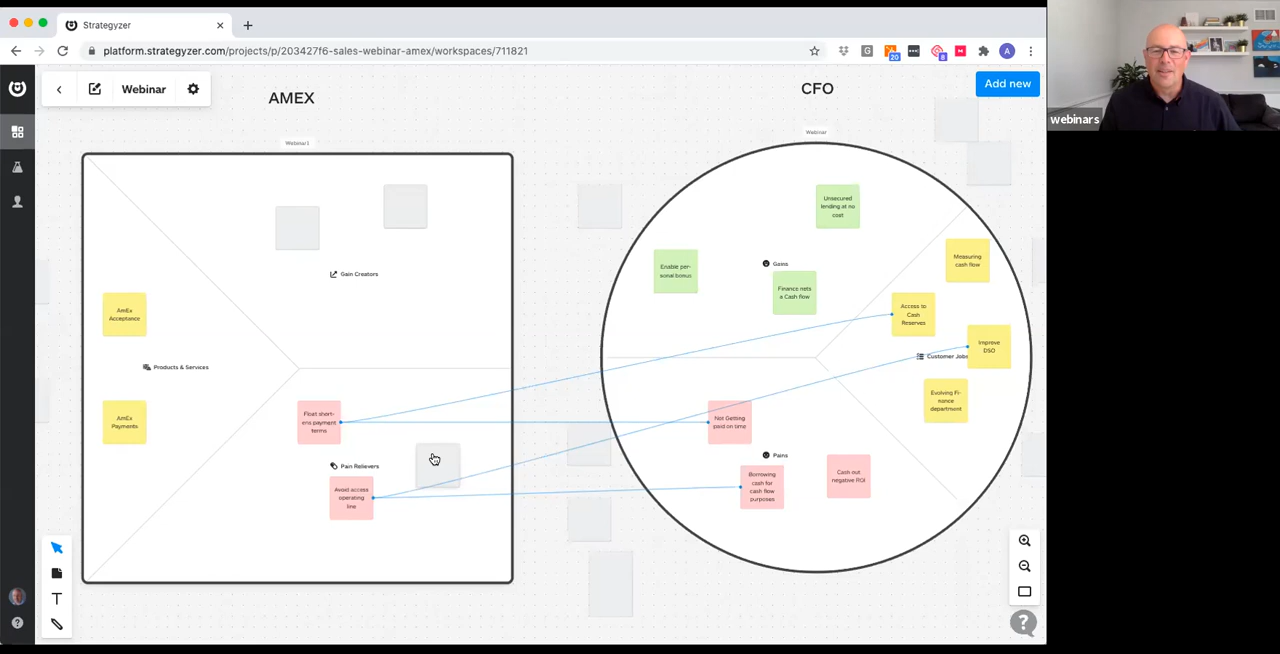 Strategyzer
platform.strategyzer.com/projects/p/203427f6-sales-webinar-amex/workspaces/711821
G
20
8
M
A
Webinar
Add new
webinars
AMEX
CFO
Webinar1
Webinar
Gain Creators
AmEx
Acceptance
Products & Services
AmEx
Payments
Float short-
ens payment
terms
Pain Relievers
Avoid access
operating
line
Unsecured
lending at no
cost
Enable per-
sonal bonus
Gains
Finance nets
a Cash flow
Measuring
cash flow
Access to
Cash
Reserves
Improve
DSO
Customer Jobs
Evolving Fi-
nance
department
Not Getting
paid on time
Pains
Borrowing
cash for
cash flow
purposes
Cash out
negative ROI
T
?
?